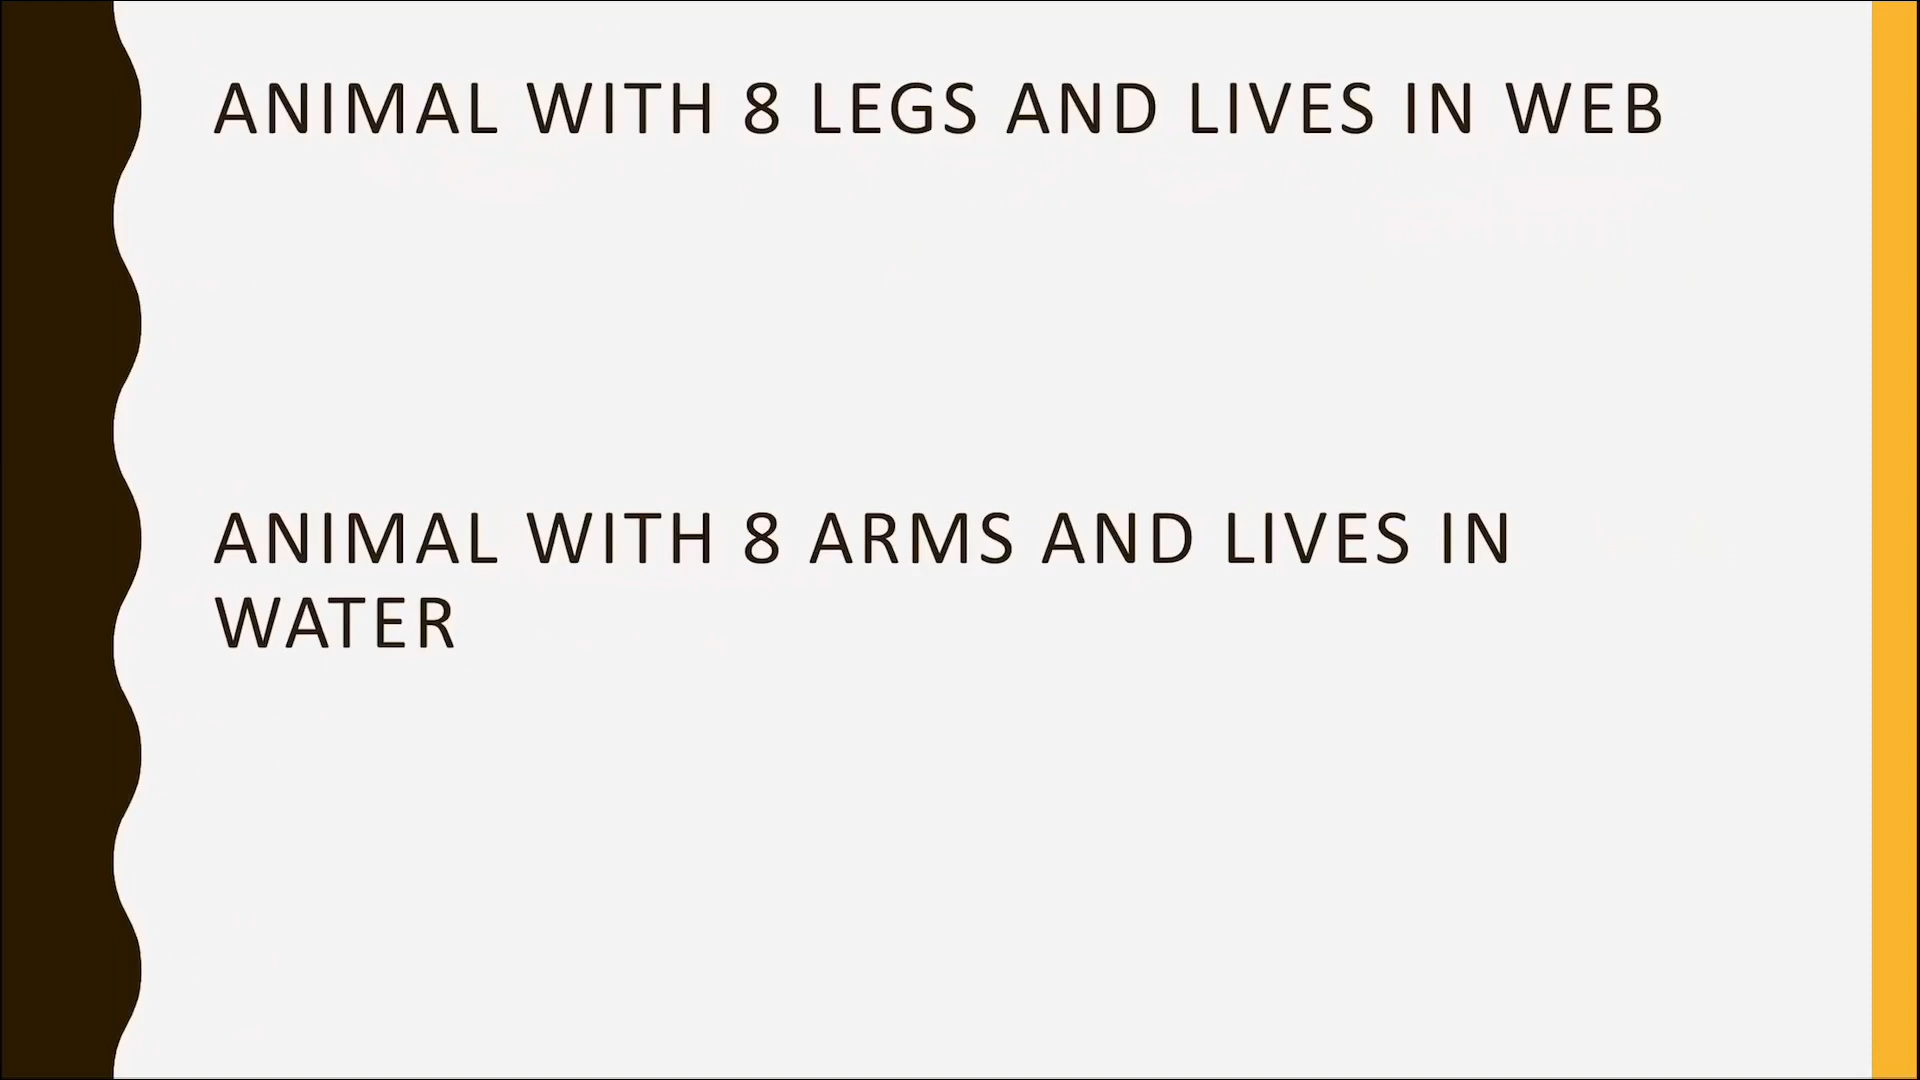 ANIMAL WITH 8 LEGS AND LIVES IN WEB
ANIMAL WITH 8 ARMS AND LIVES IN
WATER